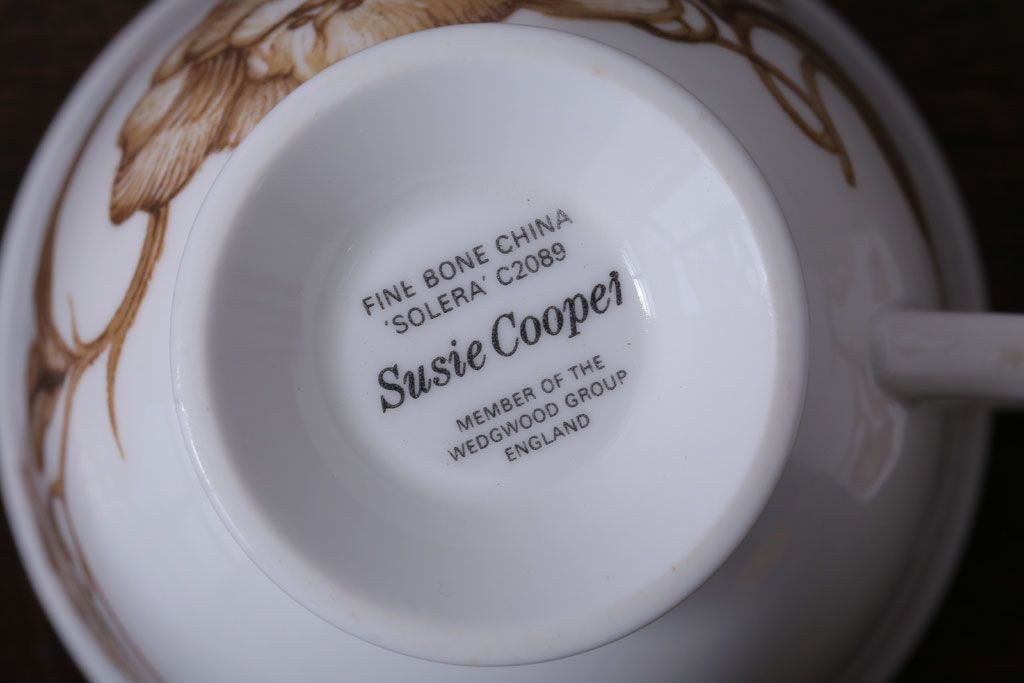 FINE BONE CHINA
'SOLERA' C2089
Susie Cooper
MEMBER OF THE
WEDGWOOD GROUP
ENGLAND